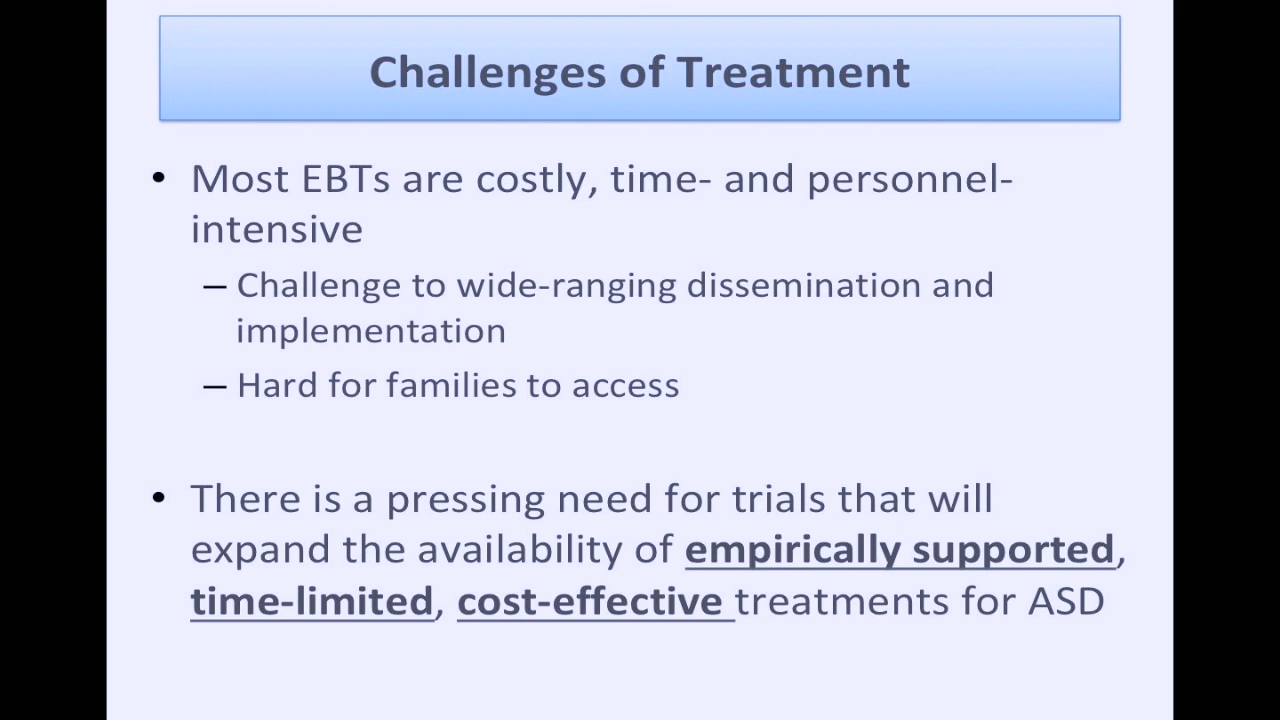 Challenges of Treatment
• Most EBTs are costly, time- and personnel-
intensive
– Challenge to wide-ranging dissemination and
implementation
– Hard for families to access
• There is a pressing need for trials that will
expand the availability of empirically supported,
time-limited, cost-effective treatments for ASD